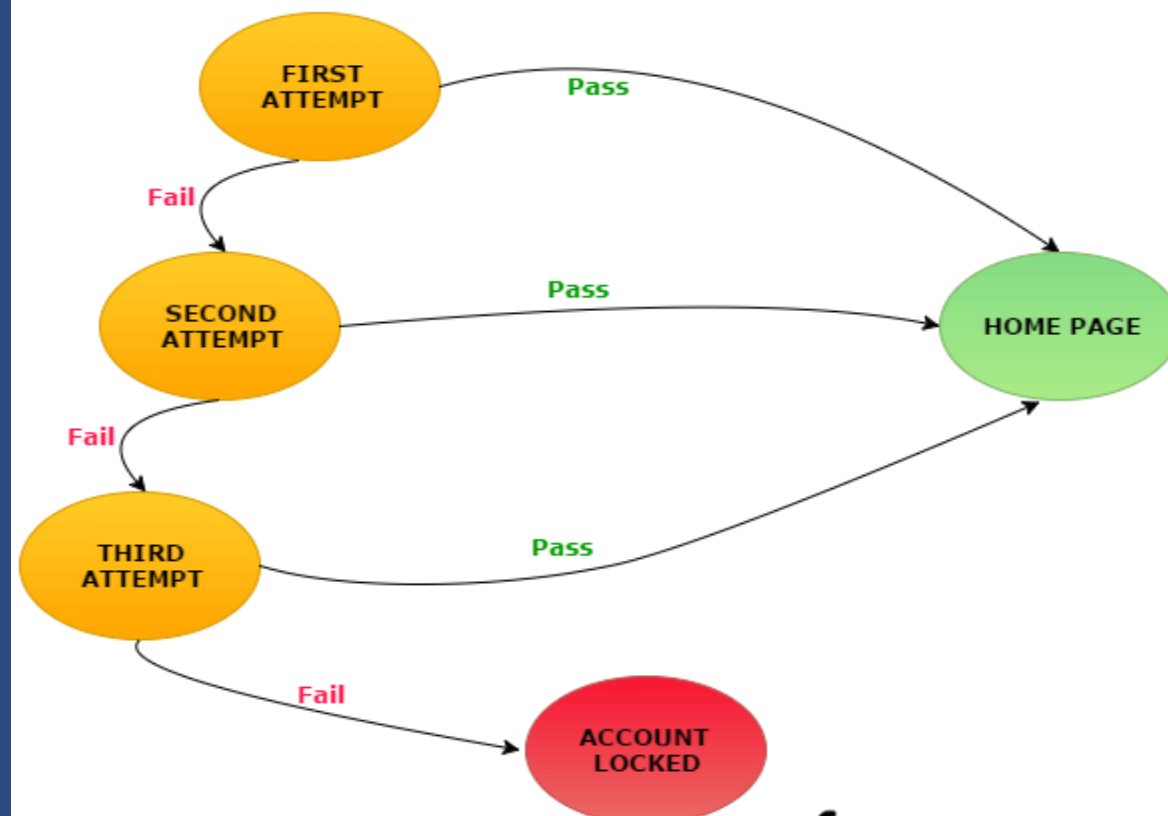 FIRST
ATTEMPT
Pass
Fail
SECOND
ATTEMPT
Pass
HOME PAGE
Fail
THIRD
ATTEMPT
Pass
Fail
ACCOUNT
LOCKED